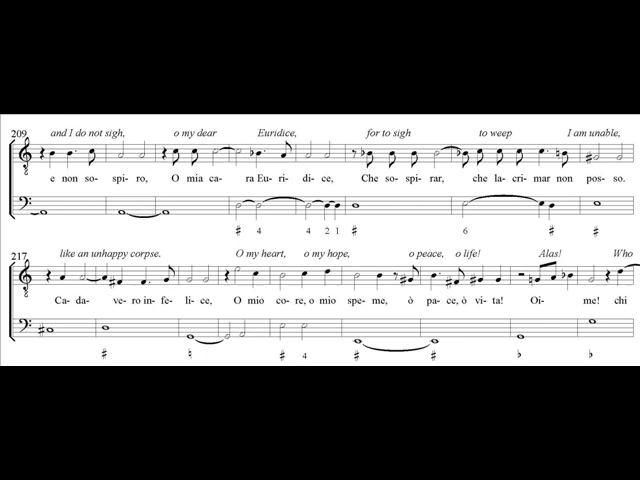 209 and I do not sigh, o my dear Euridice, for to sigh to weep I am unable,
e non so- spi- ro, O mia ca- ra Eu- ri- di- ce, Che so- spi- rar, che la- cri- mar non pos- so.
♯ 4 4 2 1 ♯ 6 ♯ ♯
217 like an unhappy corpse. O my heart, o my hope, o peace, o life! Alas! Who
Ca- da- ve- ro in- fe- li- ce, O mio co- re, o mio spe- me, ò pa- ce, ò vi- ta! Oi- me! chi
♯ ♮ ♯ 4 ♯ ♯ ♭ ♭